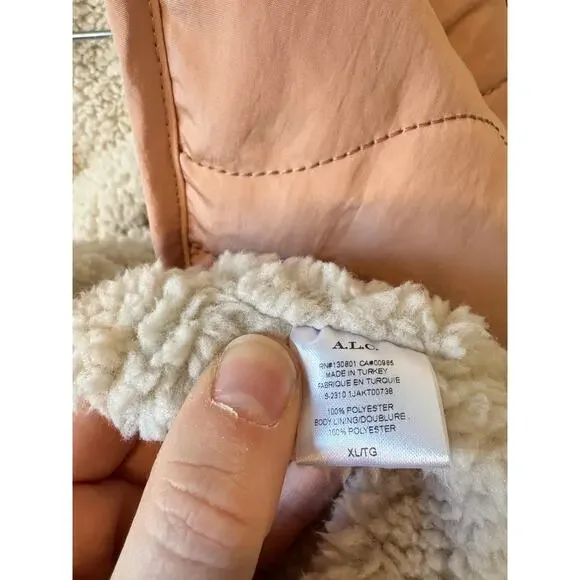 A.L.C.
RN#130801 CA#00986
MADE IN TURKEY
FABRIQUE EN TURQUIE
S-2310 1JAKT00738
100% POLYESTER
BODY LINING/DOUBLURE
100% POLYESTER
XL/TG